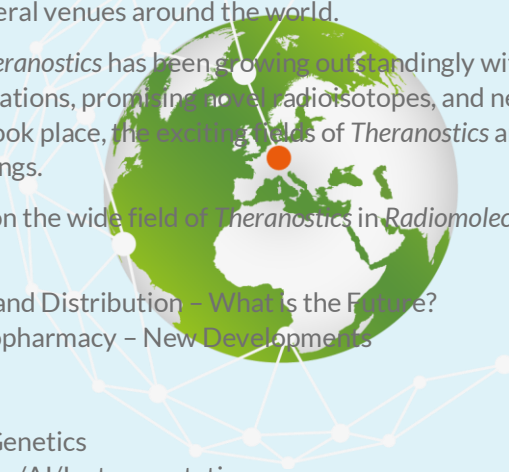 eral venues around the world.
eranostics has been growing outstandingly wi
ations, promising novel radioisotopes, and ne
ook place, the exciting fields of Theranostics a
ngs.
on the wide field of Theranostics in Radiomolec
and Distribution – What is the Future?
opharmacy – New Developments
Genetics